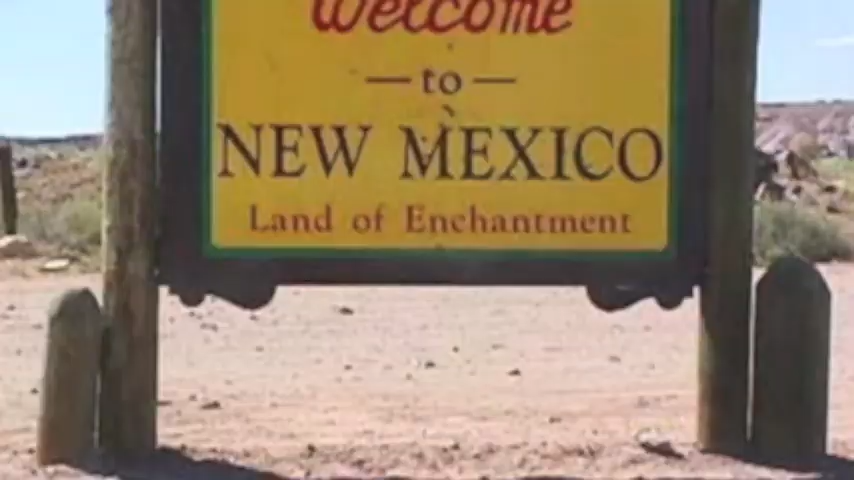 Welcome
— to —
NEW MEXICO
Land of Enchantment